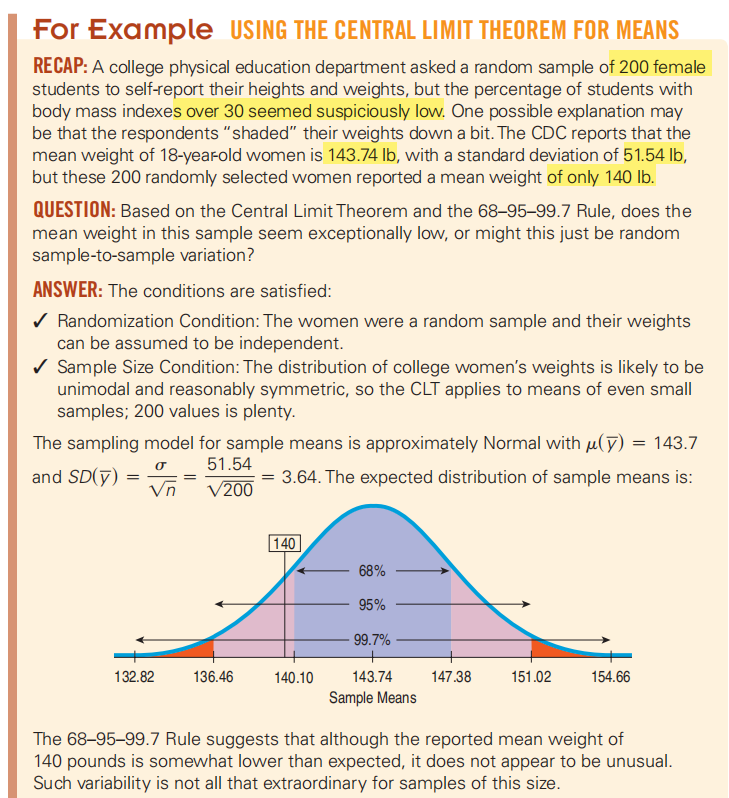 For Example USING THE CENTRAL LIMIT THEOREM FOR MEANS
RECAP: A college physical education department asked a random sample of 200 female
students to self-report their heights and weights, but the percentage of students with
body mass indexes over 30 seemed suspiciously low. One possible explanation may
be that the respondents “shaded” their weights down a bit. The CDC reports that the
mean weight of 18-year-old women is 143.74 lb, with a standard deviation of 51.54 lb,
but these 200 randomly selected women reported a mean weight of only 140 lb.
QUESTION: Based on the Central Limit Theorem and the 68–95–99.7 Rule, does the
mean weight in this sample seem exceptionally low, or might this just be random
sample-to-sample variation?
ANSWER: The conditions are satisfied:
✓ Randomization Condition: The women were a random sample and their weights
can be assumed to be independent.
✓ Sample Size Condition: The distribution of college women’s weights is likely to be
unimodal and reasonably symmetric, so the CLT applies to means of even small
samples; 200 values is plenty.
The sampling model for sample means is approximately Normal with μ(ȳ) = 143.7
and SD(ȳ) = σ/√n = 51.54/√200 = 3.64. The expected distribution of sample means is:
140
68%
95%
99.7%
132.82 136.46 140.10 143.74 147.38 151.02 154.66
Sample Means
The 68–95–99.7 Rule suggests that although the reported mean weight of
140 pounds is somewhat lower than expected, it does not appear to be unusual.
Such variability is not all that extraordinary for samples of this size.